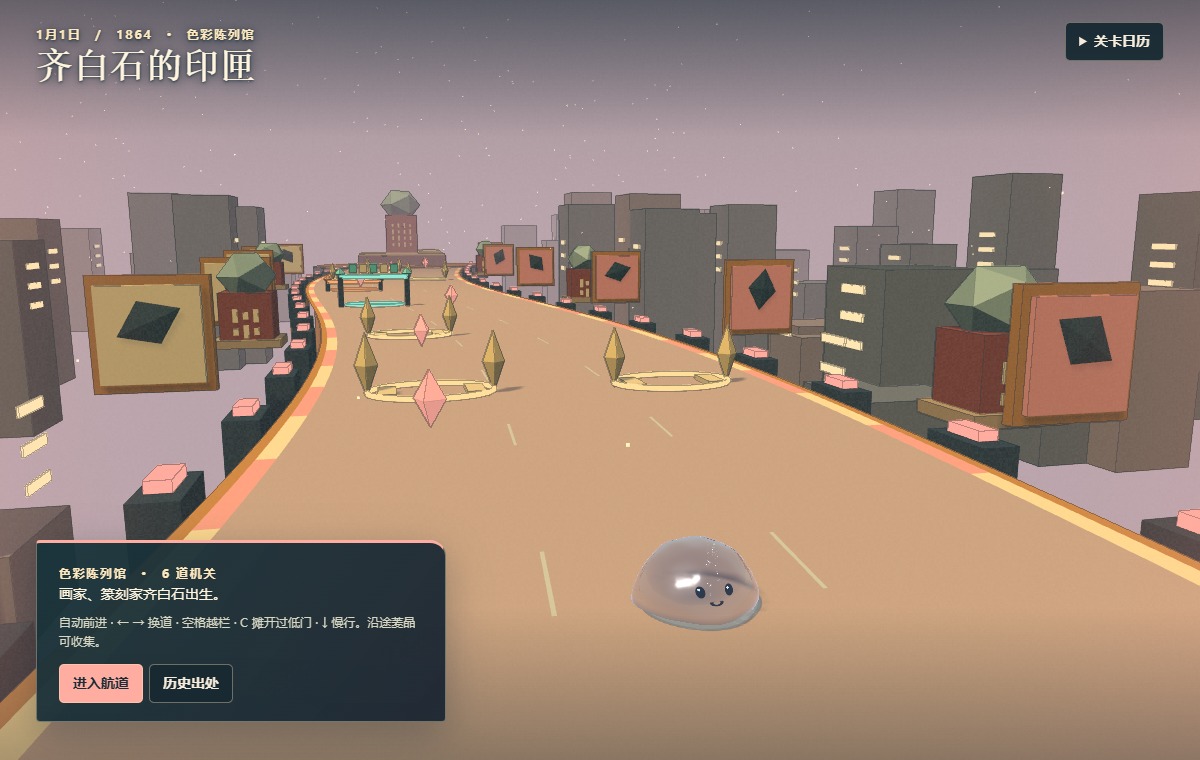 1月1日 / 1864 • 色彩陈列馆
齐白石的印匣
▶ 关卡日历
色彩陈列馆 • 6 道机关
画家、篆刻家齐白石出生。
自动前进 · ← → 换道 · 空格越栏 · C 摊开过低门 · ↓ 慢行。沿途菱晶
可收集。
进入航道
历史出处